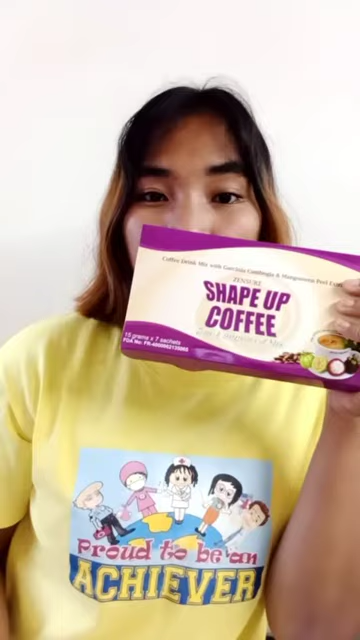 Coffee Drink Mix with Garcinia Cambogia & Mangosteen Peel
SHAPE UP
COFFEE
15 grams x 7 sachets
Proud to be an
ACHIEVER